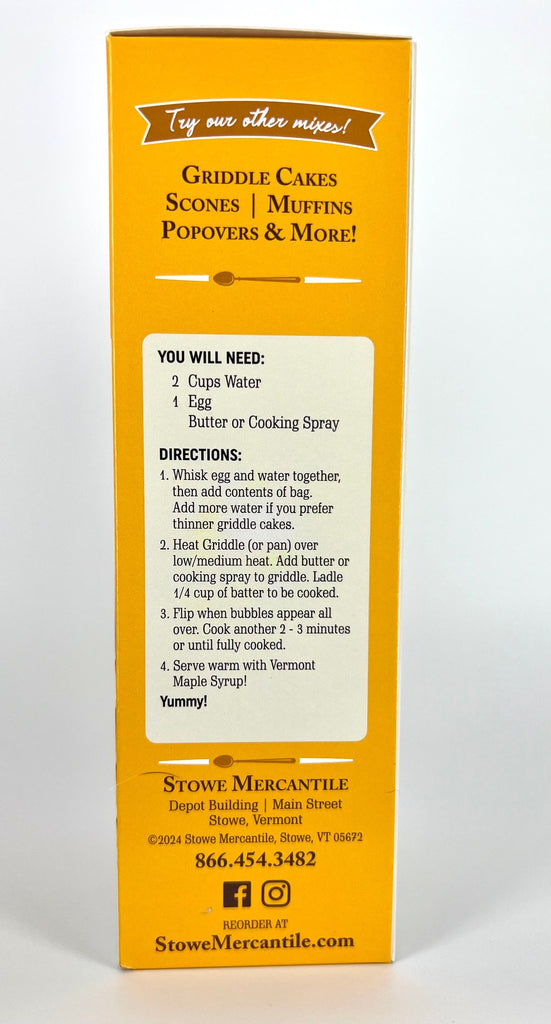 Try our other mixes!
GRIDDLE CAKES
SCONES | MUFFINS
POPOVERS & MORE!
YOU WILL NEED:
2 Cups Water
1 Egg
Butter or Cooking Spray
DIRECTIONS:
1. Whisk egg and water together,
then add contents of bag.
Add more water if you prefer
thinner griddle cakes.
2. Heat Griddle (or pan) over
low/medium heat. Add butter or
cooking spray to griddle. Ladle
1/4 cup of batter to be cooked.
3. Flip when bubbles appear all
over. Cook another 2 - 3 minutes
or until fully cooked.
4. Serve warm with Vermont
Maple Syrup!
Yummy!
STOWE MERCANTILE
Depot Building | Main Street
Stowe, Vermont
©2024 Stowe Mercantile, Stowe, VT 05672
866.454.3482
REORDER AT
StoweMercantile.com